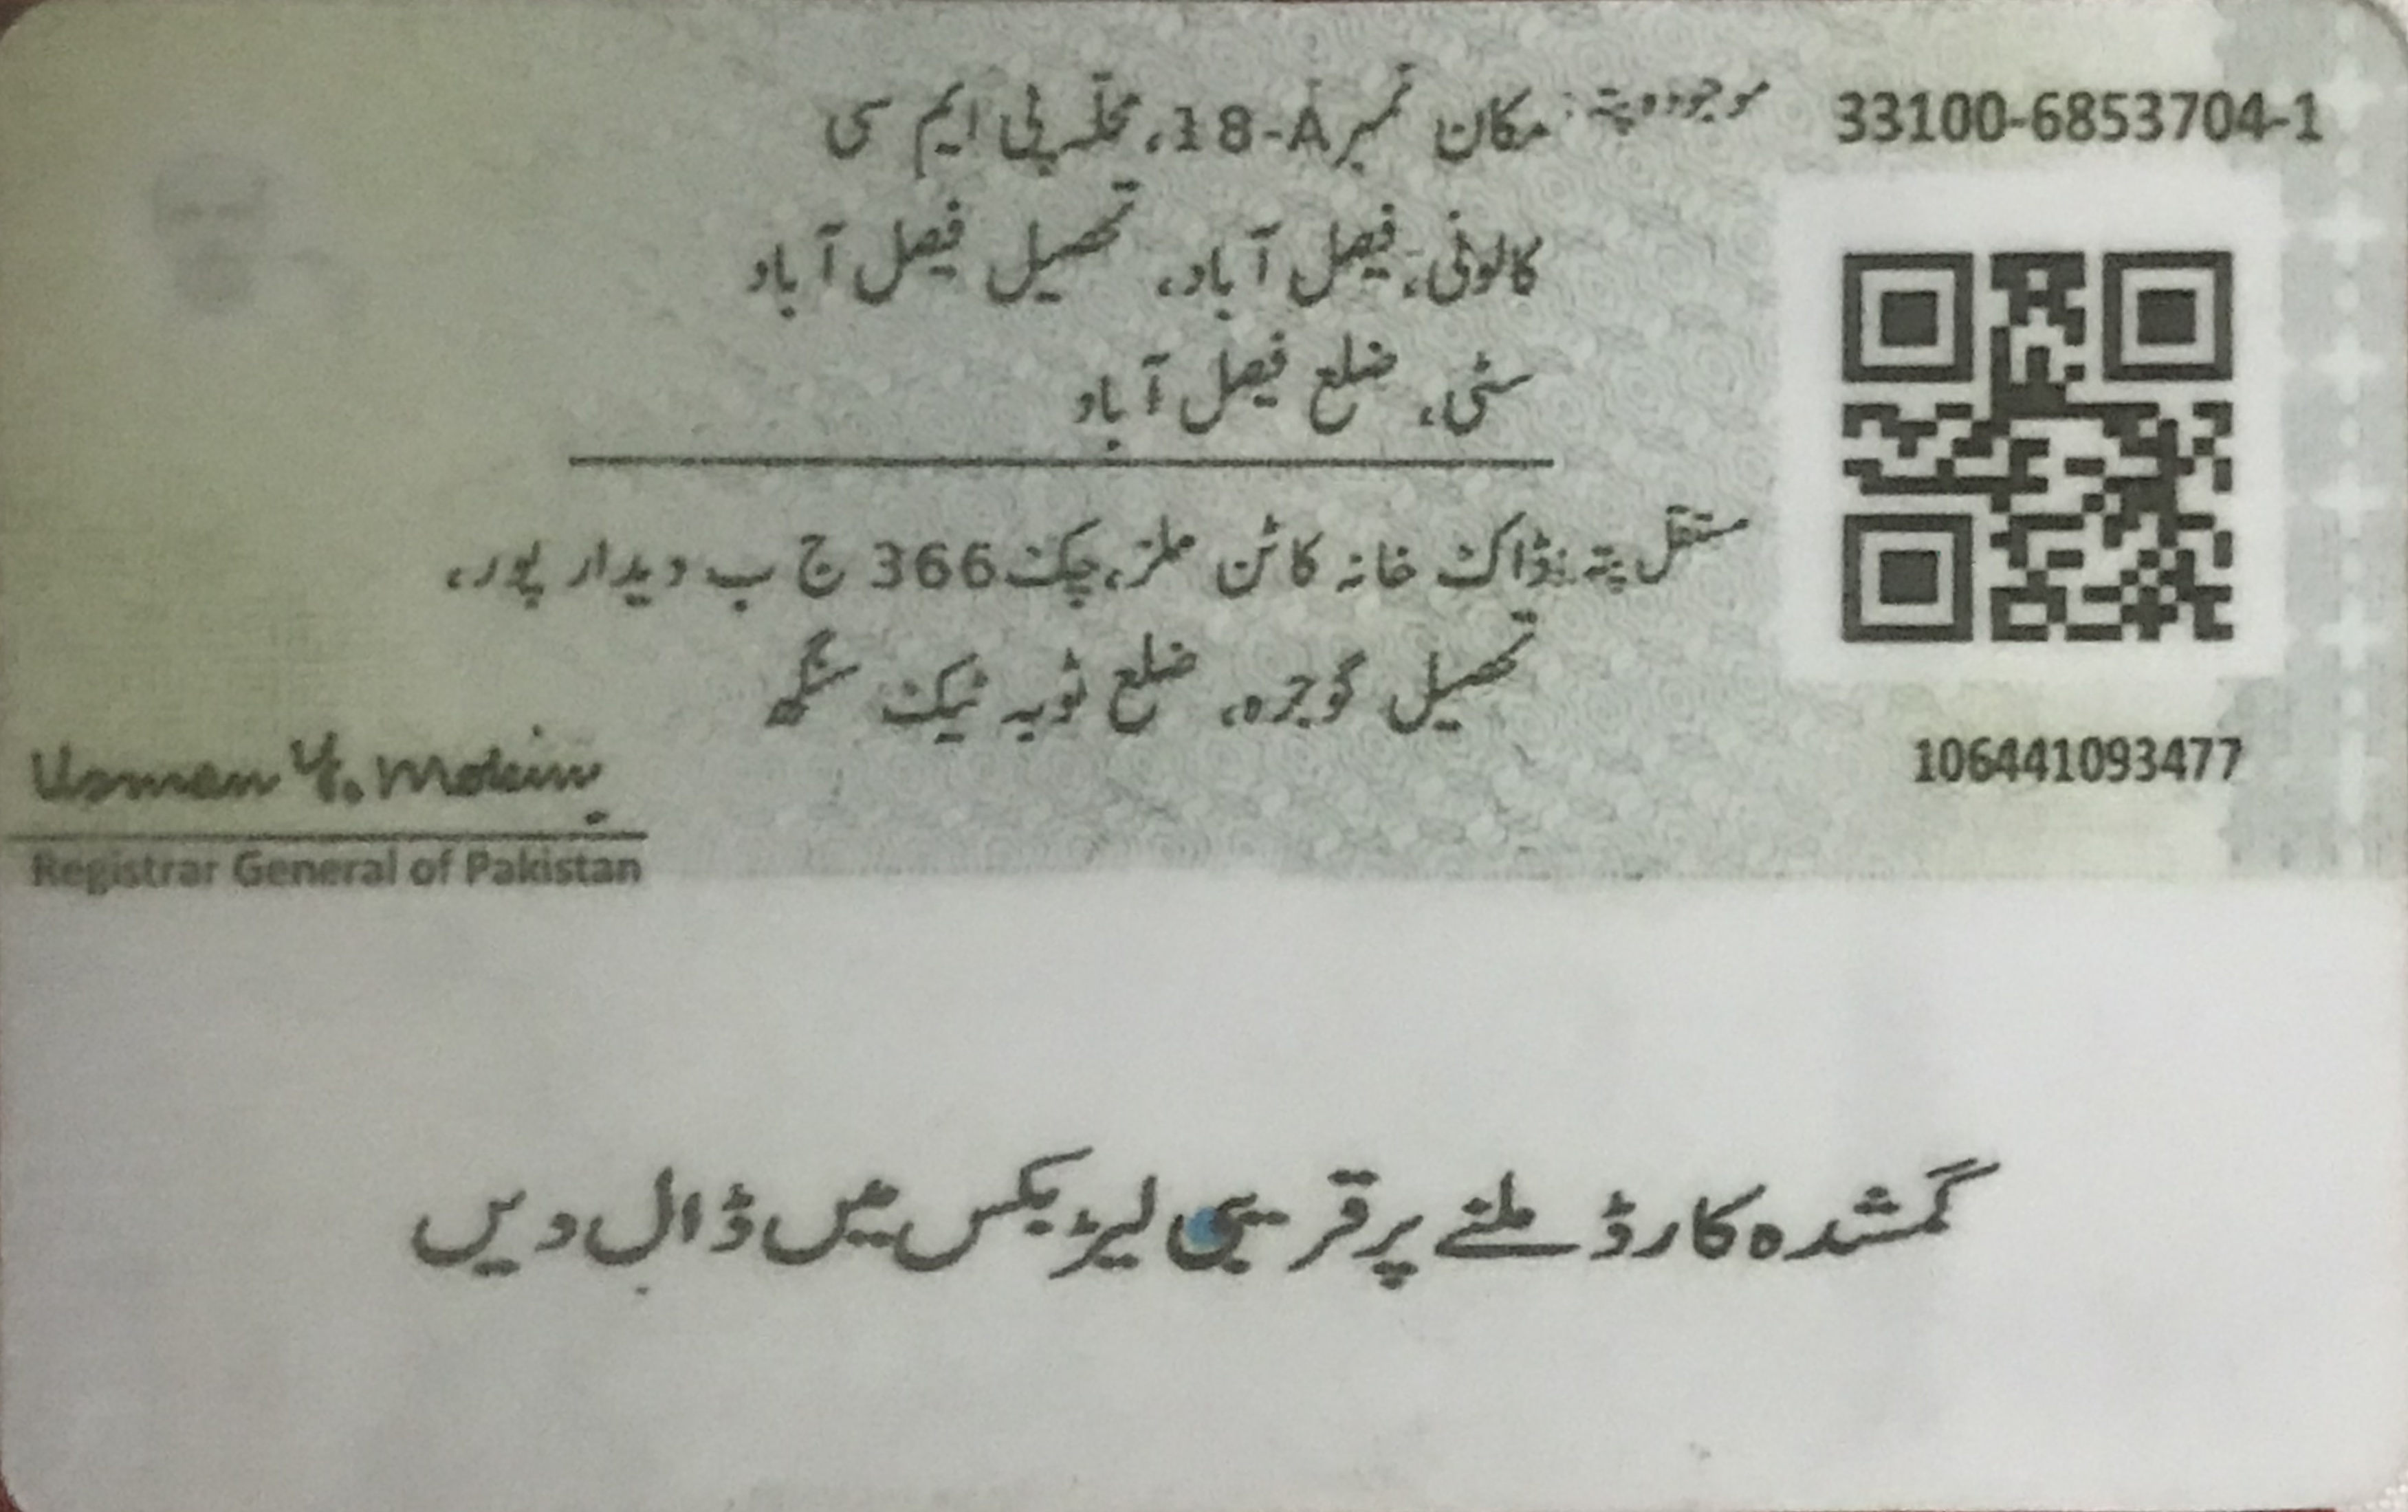 33100-6853704-1
موجودہ پتہ: مکان نمبر 18-A، محلہ پی ایم سی
کالونی، فیصل آباد، تحصیل فیصل آباد
سٹی، ضلع فیصل آباد
مستقل پتہ: ڈاک خانہ کاٹن ملز، چک 366 ج ب دیدار پور،
تحصیل گوجرہ، ضلع ٹوبہ ٹیک سنگھ
106441093477
Usman Y. Mobin
Registrar General of Pakistan
گمشدہ کارڈ ملنے پر قریبی لیٹر بکس میں ڈال دیں